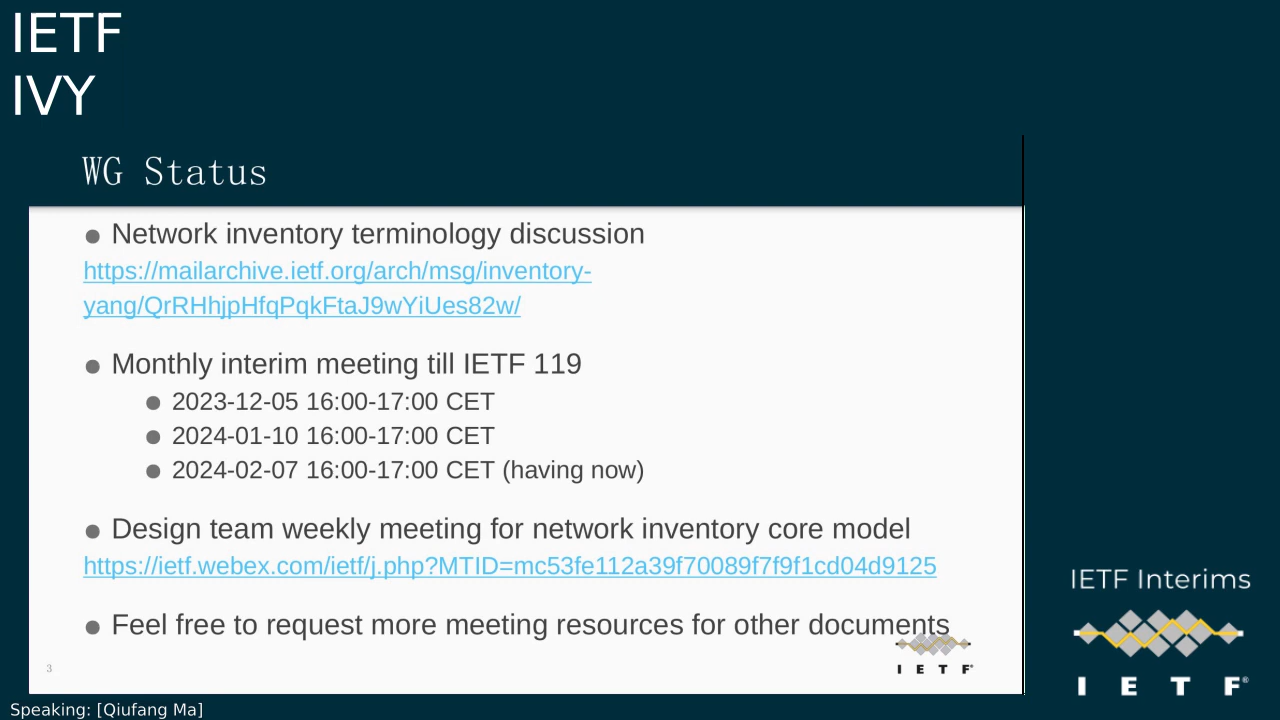 IETF
IVY
WG Status
● Network inventory terminology discussion
https://mailarchive.ietf.org/arch/msg/inventory-
yang/QrRHhjpHfqPqkFtaJ9wYiUes82w/
● Monthly interim meeting till IETF 119
● 2023-12-05 16:00-17:00 CET
● 2024-01-10 16:00-17:00 CET
● 2024-02-07 16:00-17:00 CET (having now)
● Design team weekly meeting for network inventory core model
https://ietf.webex.com/ietf/j.php?MTID=mc53fe112a39f70089f7f9f1cd04d9125
● Feel free to request more meeting resources for other documents
3
I E T F®
IETF Interims
I E T F®
Speaking: [Qiufang Ma]